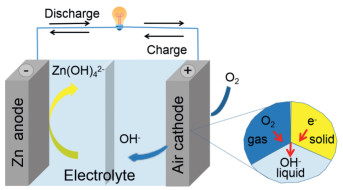 Discharge
Charge
-
+
Zn(OH)₄²⁻
O₂
Zn anode
OH⁻
Air cathode
Electrolyte
O₂
e⁻
gas
solid
OH⁻
liquid